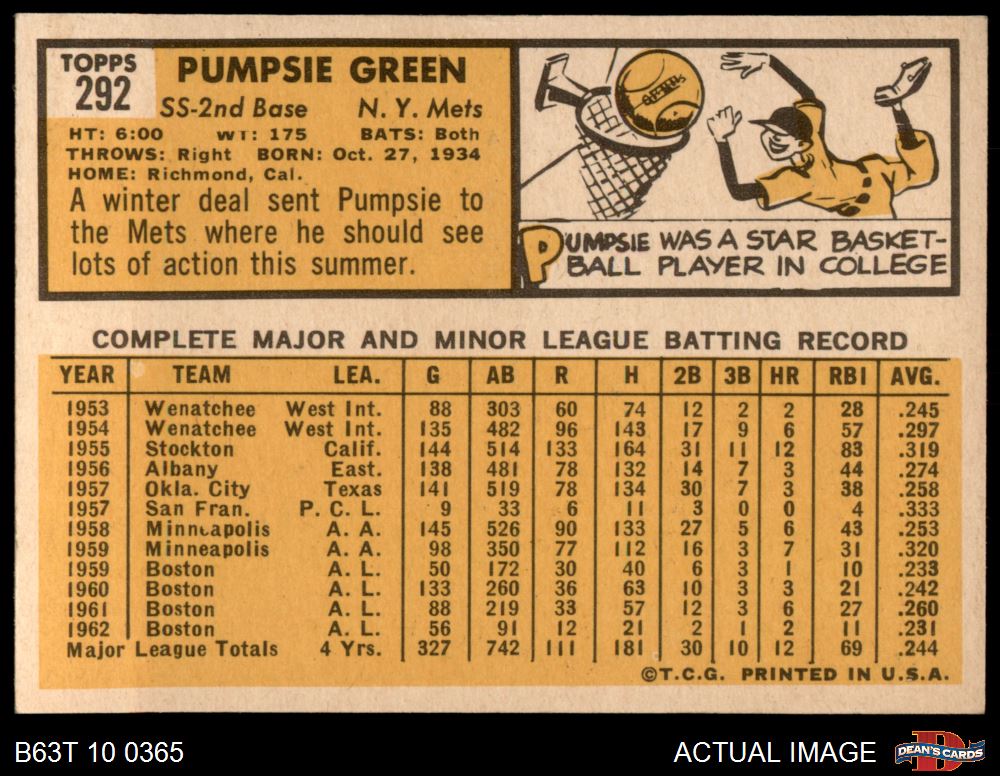 TOPPS
292
PUMPSIE GREEN
SS-2nd Base N. Y. Mets
HT: 6:00 WT: 175 BATS: Both
THROWS: Right BORN: Oct. 27, 1934
HOME: Richmond, Cal.
A winter deal sent Pumpsie to
the Mets where he should see
lots of action this summer.
PUMPSIE WAS A STAR BASKET-
BALL PLAYER IN COLLEGE
COMPLETE MAJOR AND MINOR LEAGUE BATTING RECORD
YEAR TEAM LEA. G AB R H 2B 3B HR RBI AVG.
1953 Wenatchee West Int. 88 303 60 74 12 2 2 28 .245
1954 Wenatchee West Int. 135 482 96 143 17 9 6 57 .297
1955 Stockton Calif. 144 514 133 164 31 11 12 83 .319
1956 Albany East. 138 481 78 132 14 7 3 44 .274
1957 Okla. City Texas 141 519 78 134 30 7 3 38 .258
1957 San Fran. P. C. L. 9 33 6 11 3 0 0 4 .333
1958 Minneapolis A. A. 145 526 90 133 27 5 6 43 .253
1959 Minneapolis A. A. 98 350 77 112 16 3 7 31 .320
1959 Boston A. L. 50 172 30 40 6 3 1 10 .233
1960 Boston A. L. 133 260 36 63 10 3 3 21 .242
1961 Boston A. L. 88 219 33 57 12 3 6 27 .260
1962 Boston A. L. 56 91 12 21 2 1 2 11 .231
Major League Totals 4 Yrs. 327 742 111 181 30 10 12 69 .244
©T.C.G. PRINTED IN U.S.A.
B63T 10 0365 ACTUAL IMAGE DEAN'S CARDS